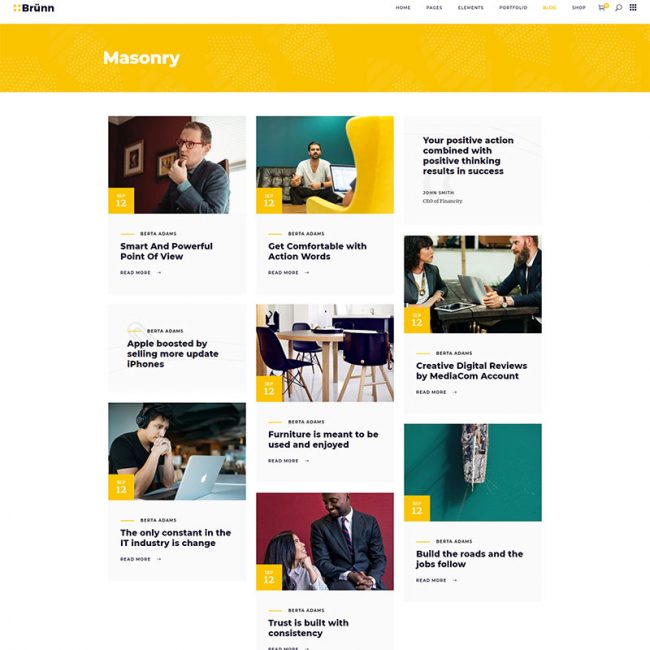 Brünn
HOME PAGES ELEMENTS PORTFOLIO BLOG SHOP
Masonry
SEP
12
BERTA ADAMS
Smart And Powerful
Point Of View
READ MORE →
BERTA ADAMS
Apple boosted by
selling more update
iPhones
SEP
12
BERTA ADAMS
The only constant in the
IT industry is change
READ MORE →
SEP
12
BERTA ADAMS
Get Comfortable with
Action Words
READ MORE →
SEP
12
BERTA ADAMS
Furniture is meant to be
used and enjoyed
READ MORE →
SEP
12
BERTA ADAMS
Trust is built with
consistency
READ MORE →
Your positive action
combined with
positive thinking
results in success
JOHN SMITH
CEO of Financity
SEP
12
BERTA ADAMS
Creative Digital Reviews
by MediaCom Account
READ MORE →
SEP
12
BERTA ADAMS
Build the roads and the
jobs follow
READ MORE →